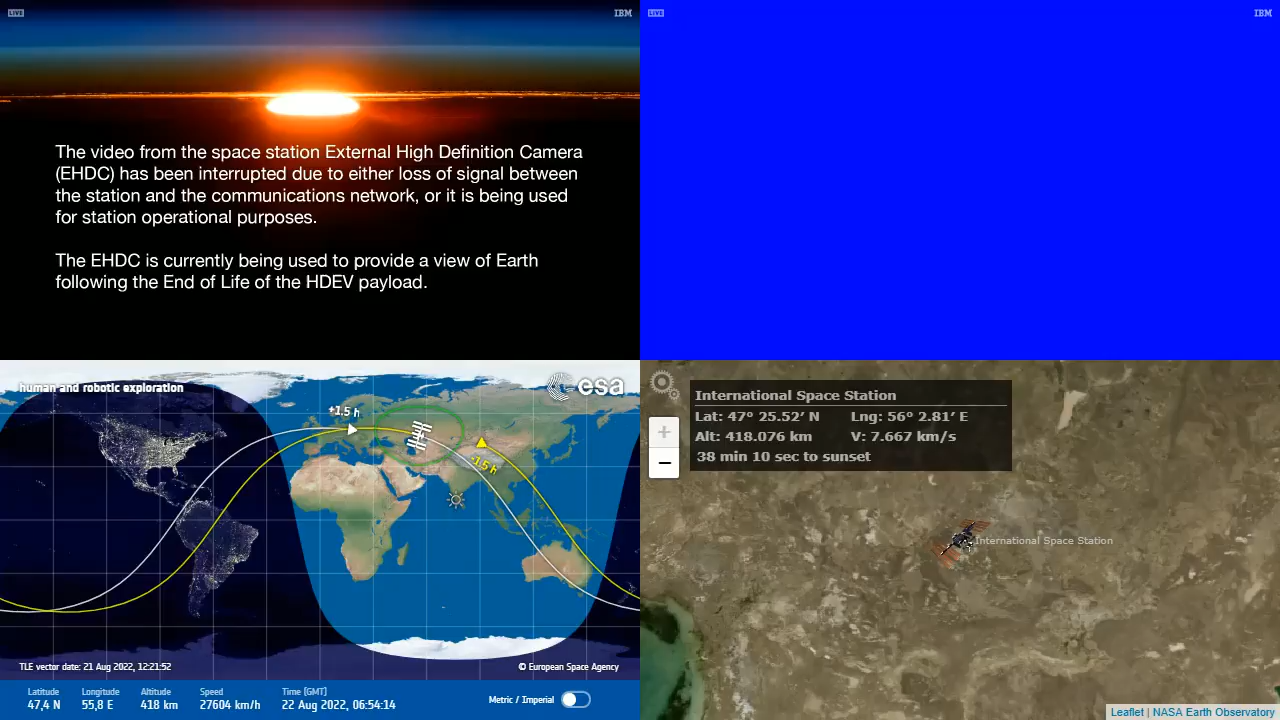 LIVE
IBM
The video from the space station External High Definition Camera
(EHDC) has been interrupted due to either loss of signal between
the station and the communications network, or it is being used
for station operational purposes.
The EHDC is currently being used to provide a view of Earth
following the End of Life of the HDEV payload.
LIVE
IBM
human and robotic exploration
esa
+1.5 h
-1.5 h
TLE vector date: 21 Aug 2022, 12:21:52
© European Space Agency
Latitude
Longitude
Altitude
Speed
Time (GMT)
47,4 N
55,8 E
418 km
27604 km/h
22 Aug 2022, 06:54:14
Metric / Imperial
International Space Station
Lat: 47° 25.52′ N
Lng: 56° 2.81′ E
Alt: 418.076 km
V: 7.667 km/s
38 min 10 sec to sunset
+
−
International Space Station
Leaflet | NASA Earth Observatory